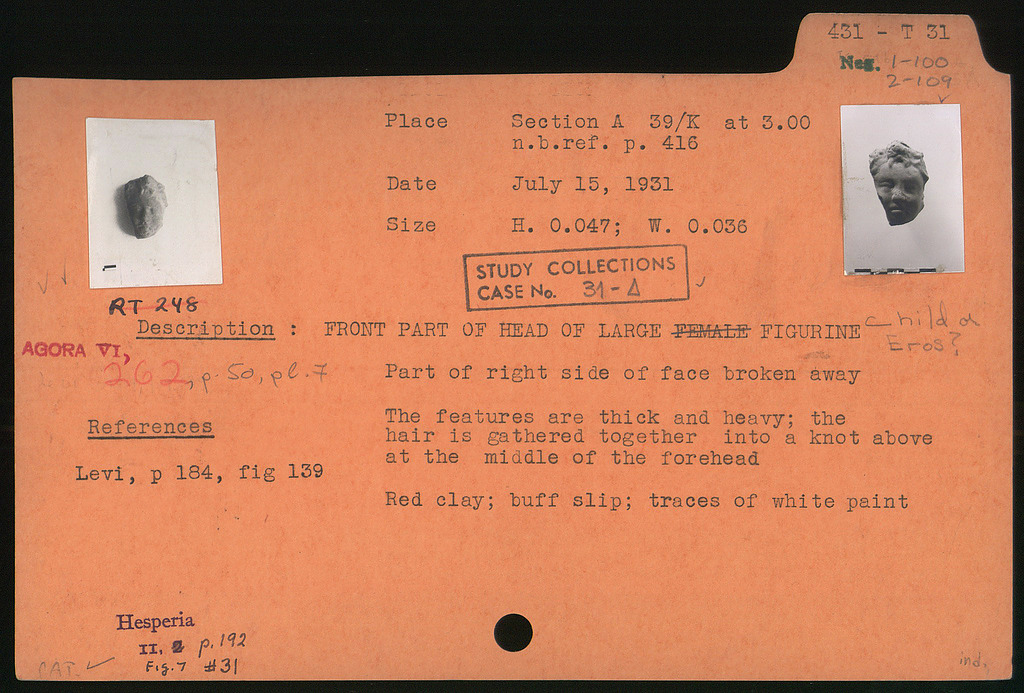 431 - T 31
Neg. 1-100
2-109
Place Section A 39/K at 3.00
n.b.ref. p. 416
Date July 15, 1931
Size H. 0.047; W. 0.036
STUDY COLLECTIONS
CASE No. 31-Δ
RT 248
Description : FRONT PART OF HEAD OF LARGE FEMALE FIGURINE child or
Eros?
AGORA VI,
262, p. 50, pl. 7
Part of right side of face broken away
The features are thick and heavy; the
hair is gathered together into a knot above
at the middle of the forehead
References
Levi, p 184, fig 139
Red clay; buff slip; traces of white paint
Hesperia
II, 2 p. 192
Fig. 7 #31
CAT. ✓
ind.